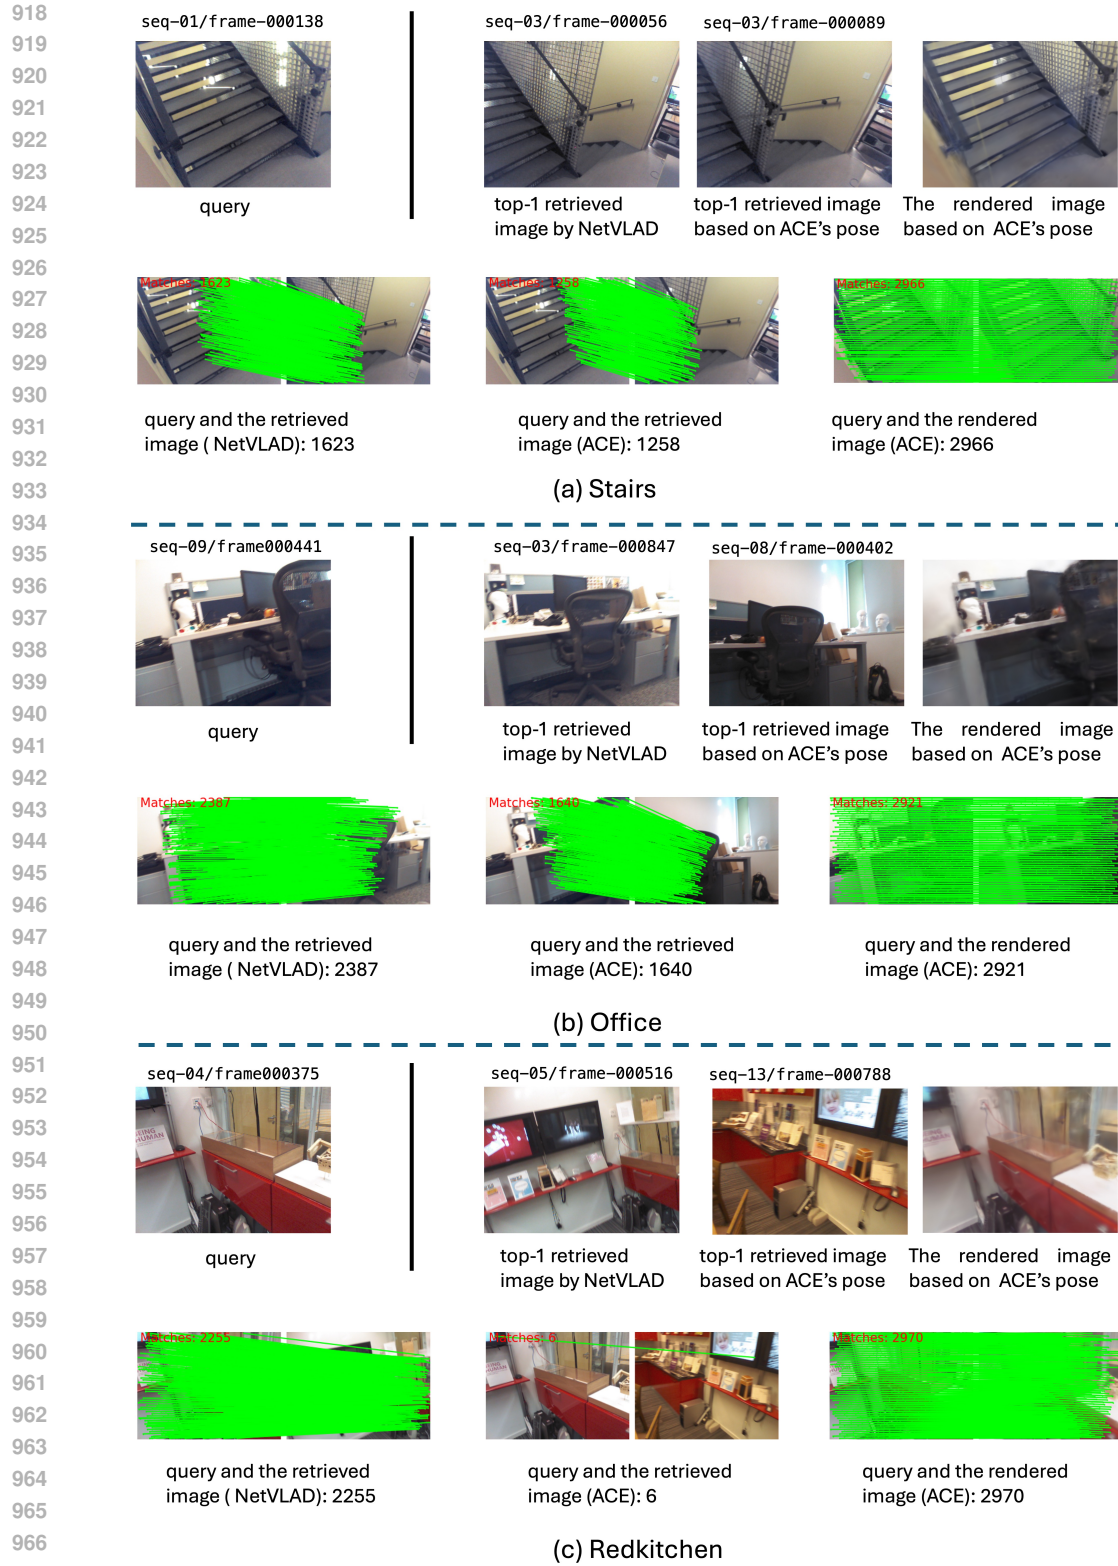 918
919
920
921
922
923
924
925
926
927
928
929
930
931
932
933
934
935
936
937
938
939
940
941
942
943
944
945
946
947
948
949
950
951
952
953
954
955
956
957
958
959
960
961
962
963
964
965
966
seq-01/frame-000138
seq-03/frame-000056
seq-03/frame-000089
query
top-1 retrieved
image by NetVLAD
top-1 retrieved image
based on ACE's pose
The rendered image
based on ACE's pose
Matches: 1623
Matches: 1258
Matches: 2966
query and the retrieved
image ( NetVLAD): 1623
query and the retrieved
image (ACE): 1258
query and the rendered
image (ACE): 2966
(a) Stairs
seq-09/frame000441
seq-03/frame-000847
seq-08/frame-000402
query
top-1 retrieved
image by NetVLAD
top-1 retrieved image
based on ACE's pose
The rendered image
based on ACE's pose
Matches: 2387
Matches: 1640
Matches: 2921
query and the retrieved
image ( NetVLAD): 2387
query and the retrieved
image (ACE): 1640
query and the rendered
image (ACE): 2921
(b) Office
seq-04/frame000375
seq-05/frame-000516
seq-13/frame-000788
HUMAN
query
top-1 retrieved
image by NetVLAD
top-1 retrieved image
based on ACE's pose
The rendered image
based on ACE's pose
Matches: 2255
Matches: 6
Matches: 2970
query and the retrieved
image ( NetVLAD): 2255
query and the retrieved
image (ACE): 6
query and the rendered
image (ACE): 2970
(c) Redkitchen